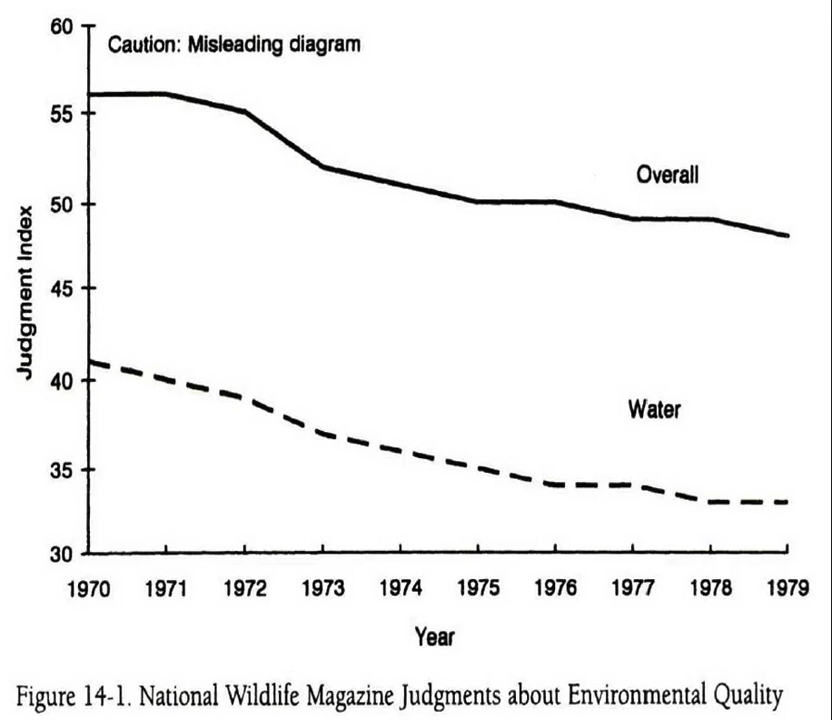 60
Caution: Misleading diagram
55
Overall
50
Judgment Index
45
40
Water
35
30
1970 1971 1972 1973 1974 1975 1976 1977 1978 1979
Year
Figure 14-1. National Wildlife Magazine Judgments about Environmental Quality